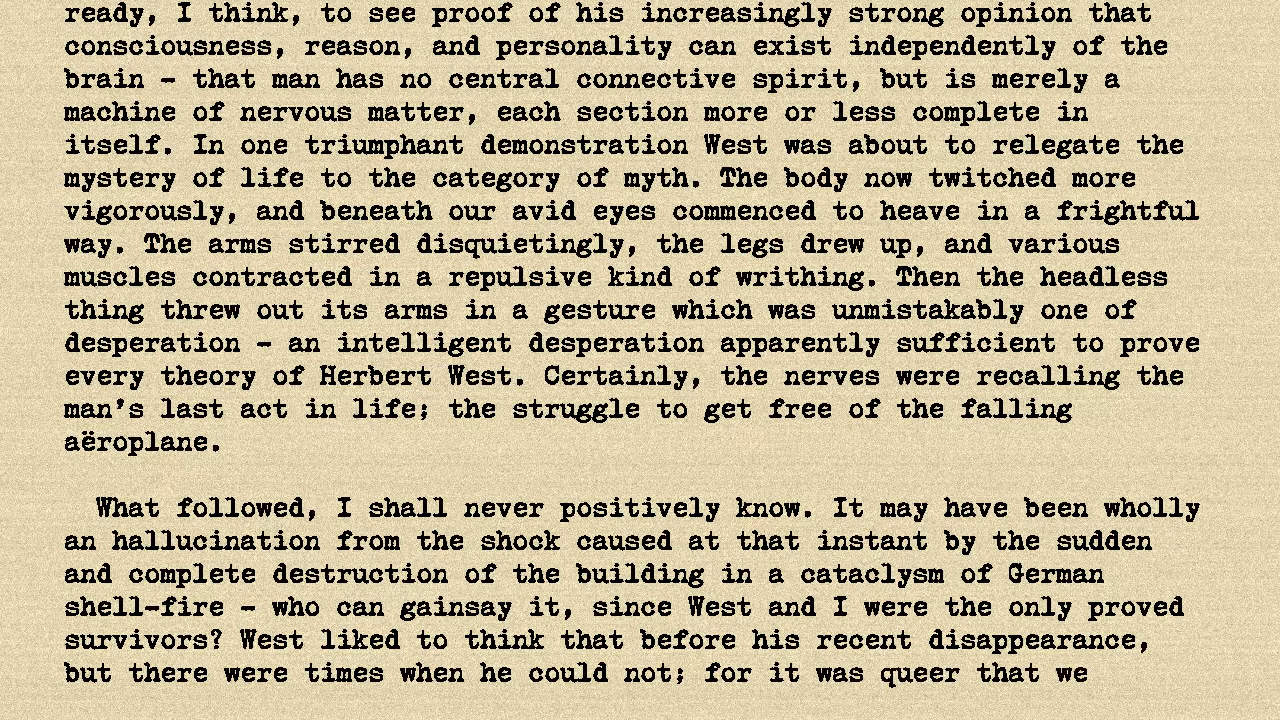 ready, I think, to see proof of his increasingly strong opinion that
consciousness, reason, and personality can exist independently of the
brain – that man has no central connective spirit, but is merely a
machine of nervous matter, each section more or less complete in
itself. In one triumphant demonstration West was about to relegate the
mystery of life to the category of myth. The body now twitched more
vigorously, and beneath our avid eyes commenced to heave in a frightful
way. The arms stirred disquietingly, the legs drew up, and various
muscles contracted in a repulsive kind of writhing. Then the headless
thing threw out its arms in a gesture which was unmistakably one of
desperation – an intelligent desperation apparently sufficient to prove
every theory of Herbert West. Certainly, the nerves were recalling the
man’s last act in life; the struggle to get free of the falling
aëroplane.
What followed, I shall never positively know. It may have been wholly
an hallucination from the shock caused at that instant by the sudden
and complete destruction of the building in a cataclysm of German
shell-fire – who can gainsay it, since West and I were the only proved
survivors? West liked to think that before his recent disappearance,
but there were times when he could not; for it was queer that we